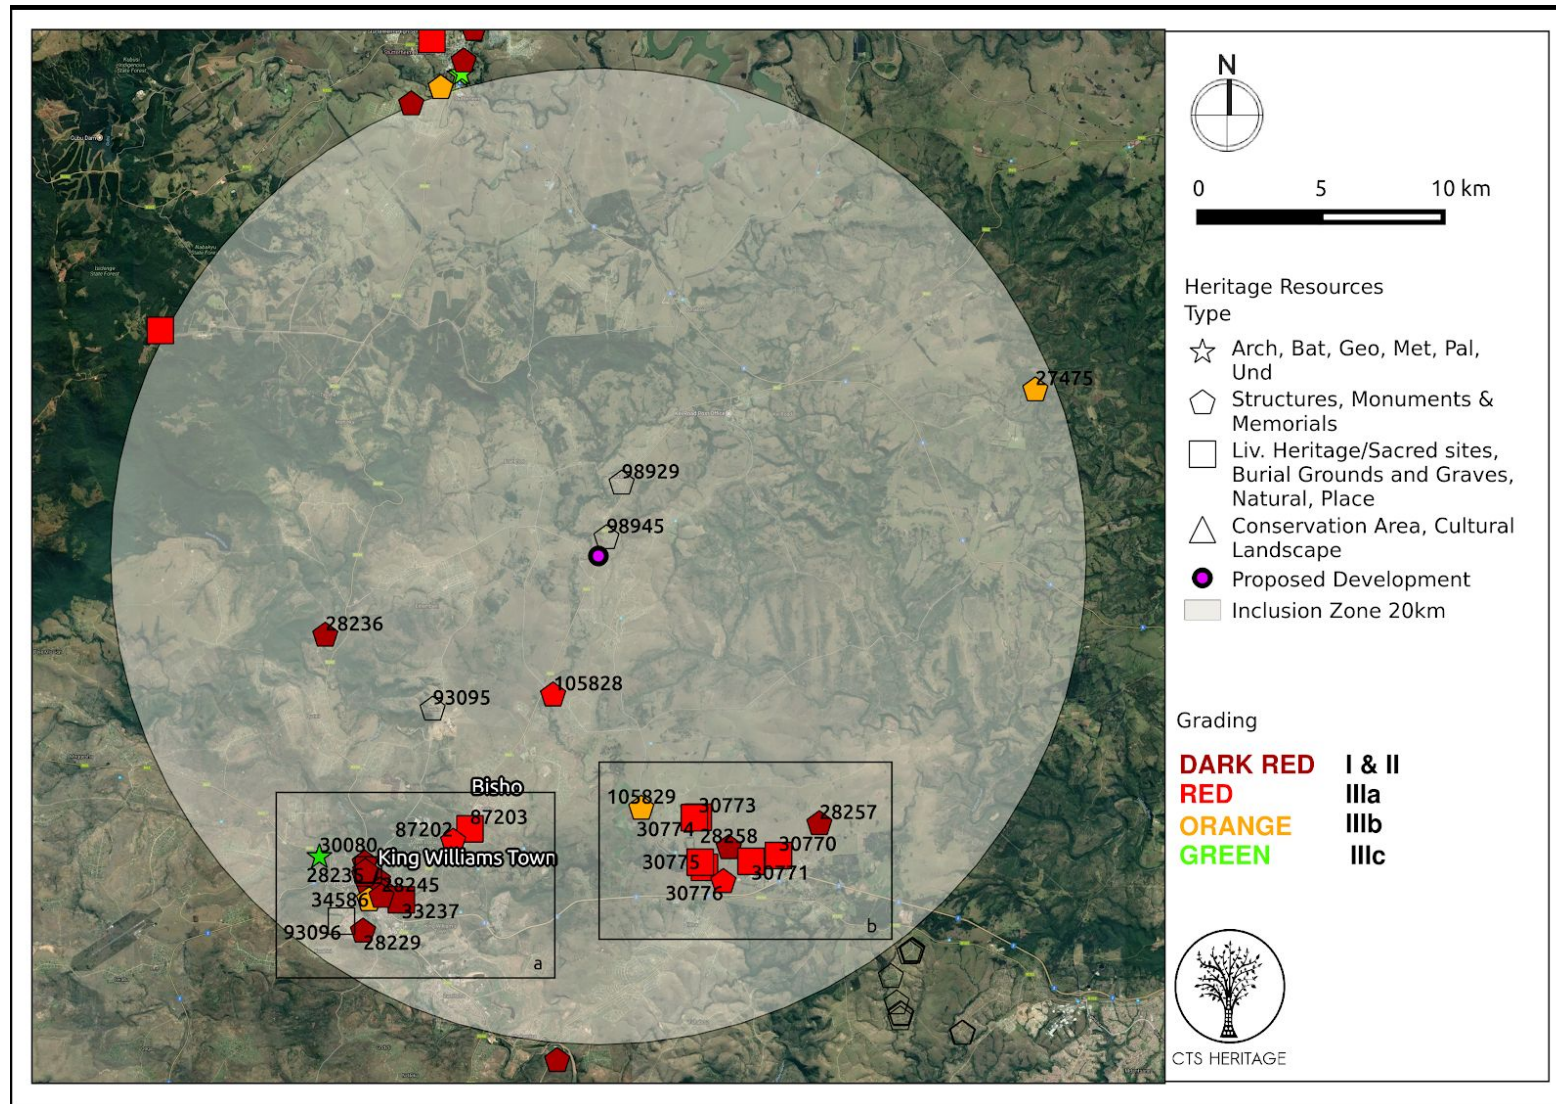 27475
98929
98945
28236
93095
105828
Bisho
87203
87202
30080
King Williams Town
28235
28245
34586
33237
93096
28229
a
105829
30773
30774
28258
28257
30770
30775
30771
30776
b
N
0 5 10 km
Heritage Resources
Type
Arch, Bat, Geo, Met, Pal,
Und
Structures, Monuments &
Memorials
Liv. Heritage/Sacred sites,
Burial Grounds and Graves,
Natural, Place
Conservation Area, Cultural
Landscape
Proposed Development
Inclusion Zone 20km
Grading
DARK RED I & II
RED IIIa
ORANGE IIIb
GREEN IIIc
CTS HERITAGE